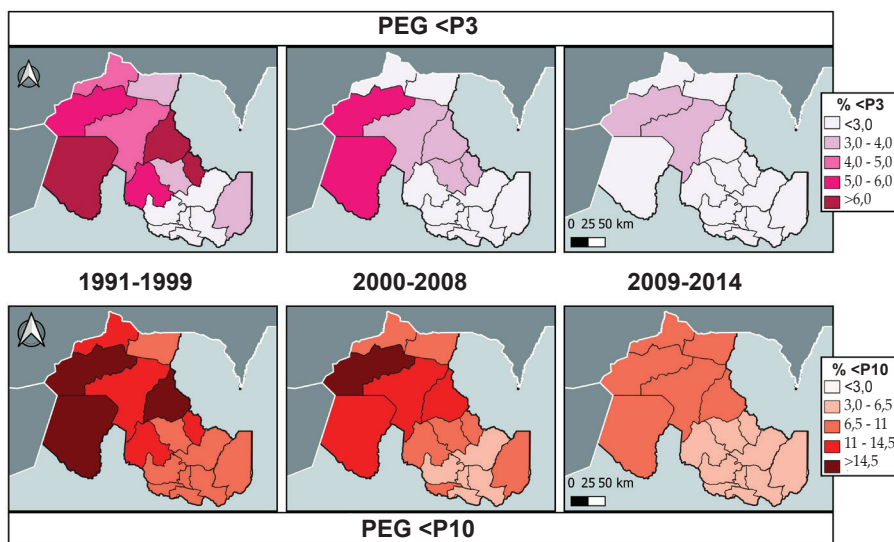 PEG <P3
% <P3
<3,0
3,0 - 4,0
4,0 - 5,0
5,0 - 6,0
>6,0
0 25 50 km
1991-1999
2000-2008
2009-2014
% <P10
<3,0
3,0 - 6,5
6,5 - 11
11 - 14,5
>14,5
0 25 50 km
PEG <P10